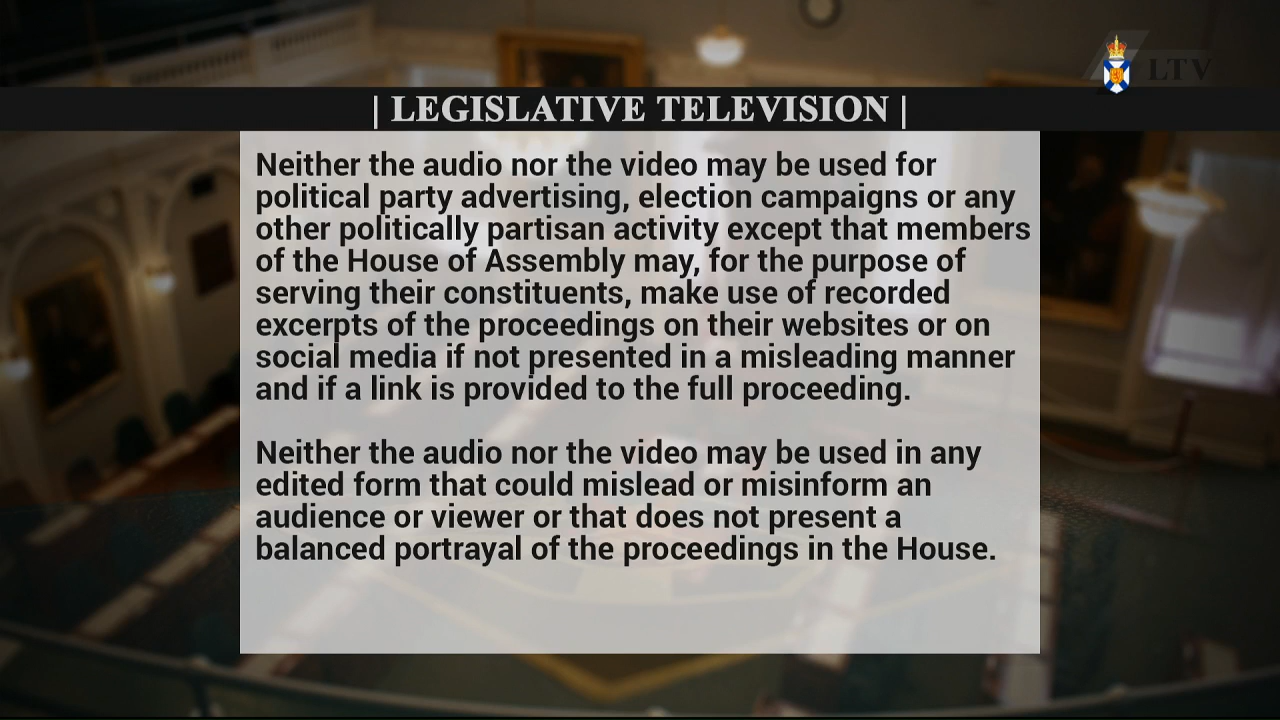 LTV
| LEGISLATIVE TELEVISION |
Neither the audio nor the video may be used for
political party advertising, election campaigns or any
other politically partisan activity except that members
of the House of Assembly may, for the purpose of
serving their constituents, make use of recorded
excerpts of the proceedings on their websites or on
social media if not presented in a misleading manner
and if a link is provided to the full proceeding.
Neither the audio nor the video may be used in any
edited form that could mislead or misinform an
audience or viewer or that does not present a
balanced portrayal of the proceedings in the House.